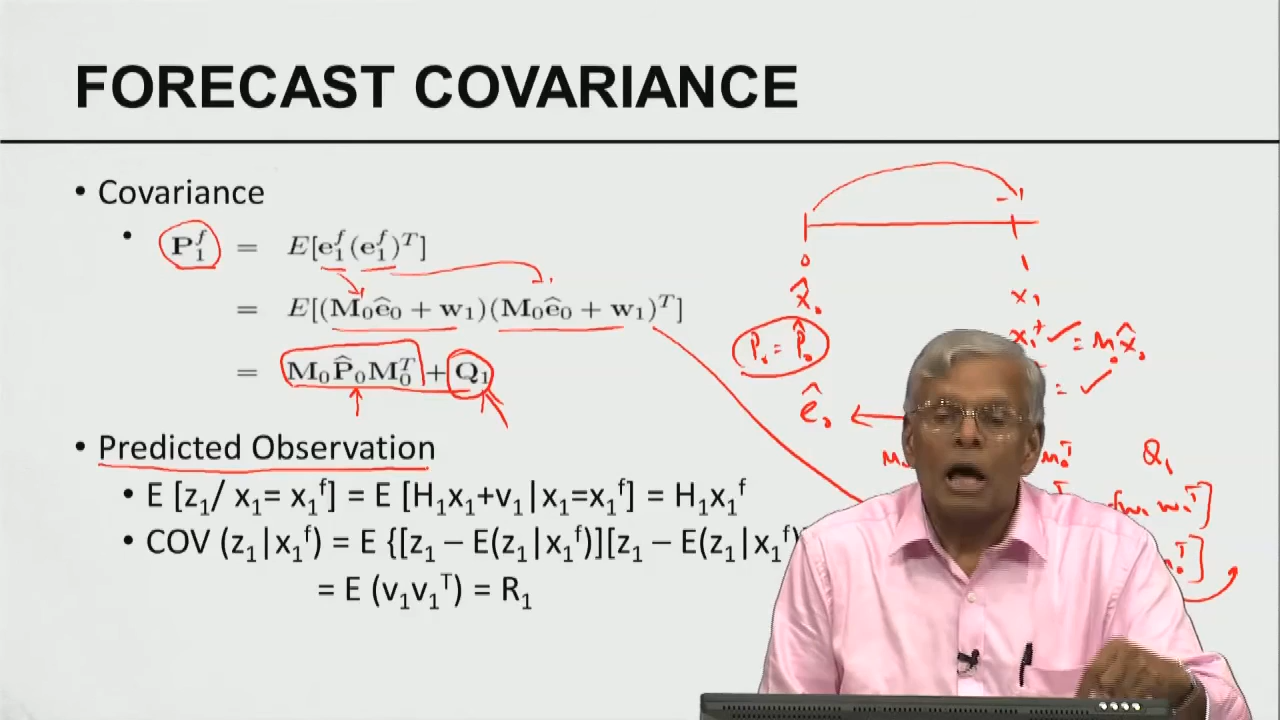 FORECAST COVARIANCE
• Covariance
• P₁ᶠ = E[e₁ᶠ(e₁ᶠ)ᵀ]
= E[(M₀ê₀ + w₁)(M₀ê₀ + w₁)ᵀ]
= M₀P̂₀M₀ᵀ + Q₁
• Predicted Observation
• E [z₁/ x₁= x₁ᶠ] = E [H₁x₁+v₁|x₁=x₁ᶠ] = H₁x₁ᶠ
• COV (z₁|x₁ᶠ) = E {[z₁ – E(z₁|x₁ᶠ)][z₁ – E(z₁|x₁ᶠ)
= E (v₁v₁ᵀ) = R₁
0 1
x̂₀ x₁
= M₀x̂₀
ê₀
Q₁